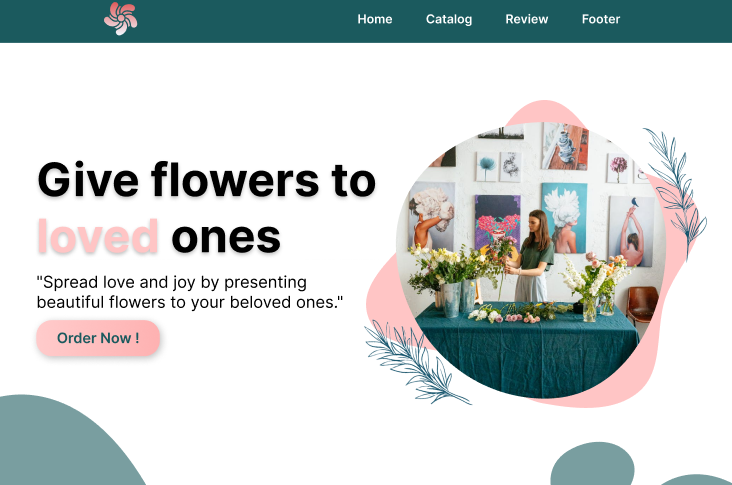 Home Catalog Review Footer
Give flowers to
loved ones
"Spread love and joy by presenting
beautiful flowers to your beloved ones."
Order Now !